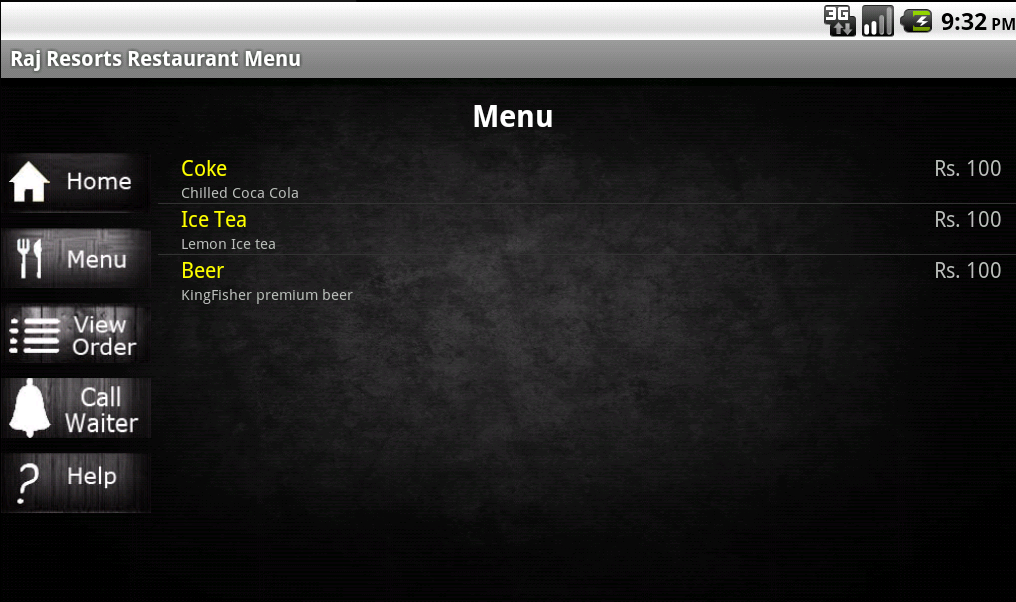 3G
9:32 PM
Raj Resorts Restaurant Menu
Menu
Home
Menu
View
Order
Call
Waiter
Help
Coke
Rs. 100
Chilled Coca Cola
Ice Tea
Rs. 100
Lemon Ice tea
Beer
Rs. 100
KingFisher premium beer